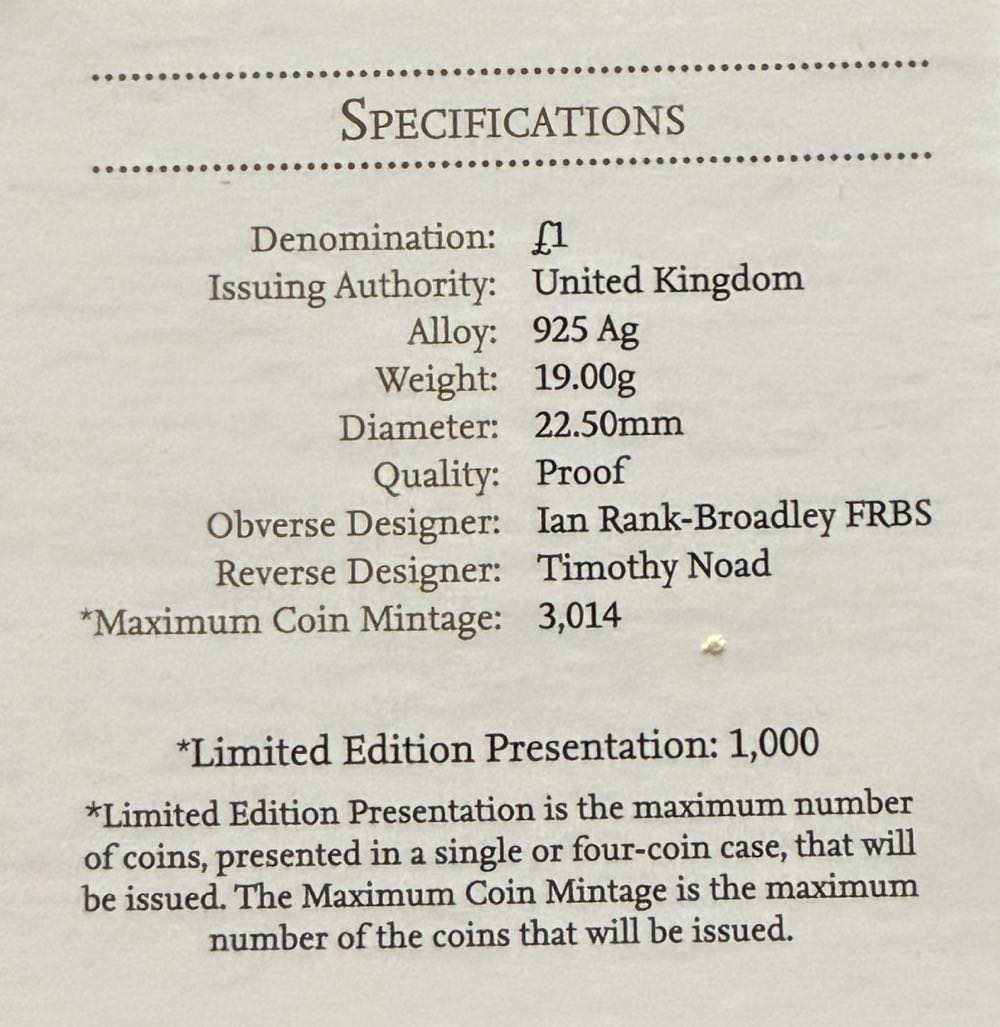 SPECIFICATIONS
Denomination: £1
Issuing Authority: United Kingdom
Alloy: 925 Ag
Weight: 19.00g
Diameter: 22.50mm
Quality: Proof
Obverse Designer: Ian Rank-Broadley FRBS
Reverse Designer: Timothy Noad
*Maximum Coin Mintage: 3,014
*Limited Edition Presentation: 1,000
*Limited Edition Presentation is the maximum number
of coins, presented in a single or four-coin case, that will
be issued. The Maximum Coin Mintage is the maximum
number of the coins that will be issued.